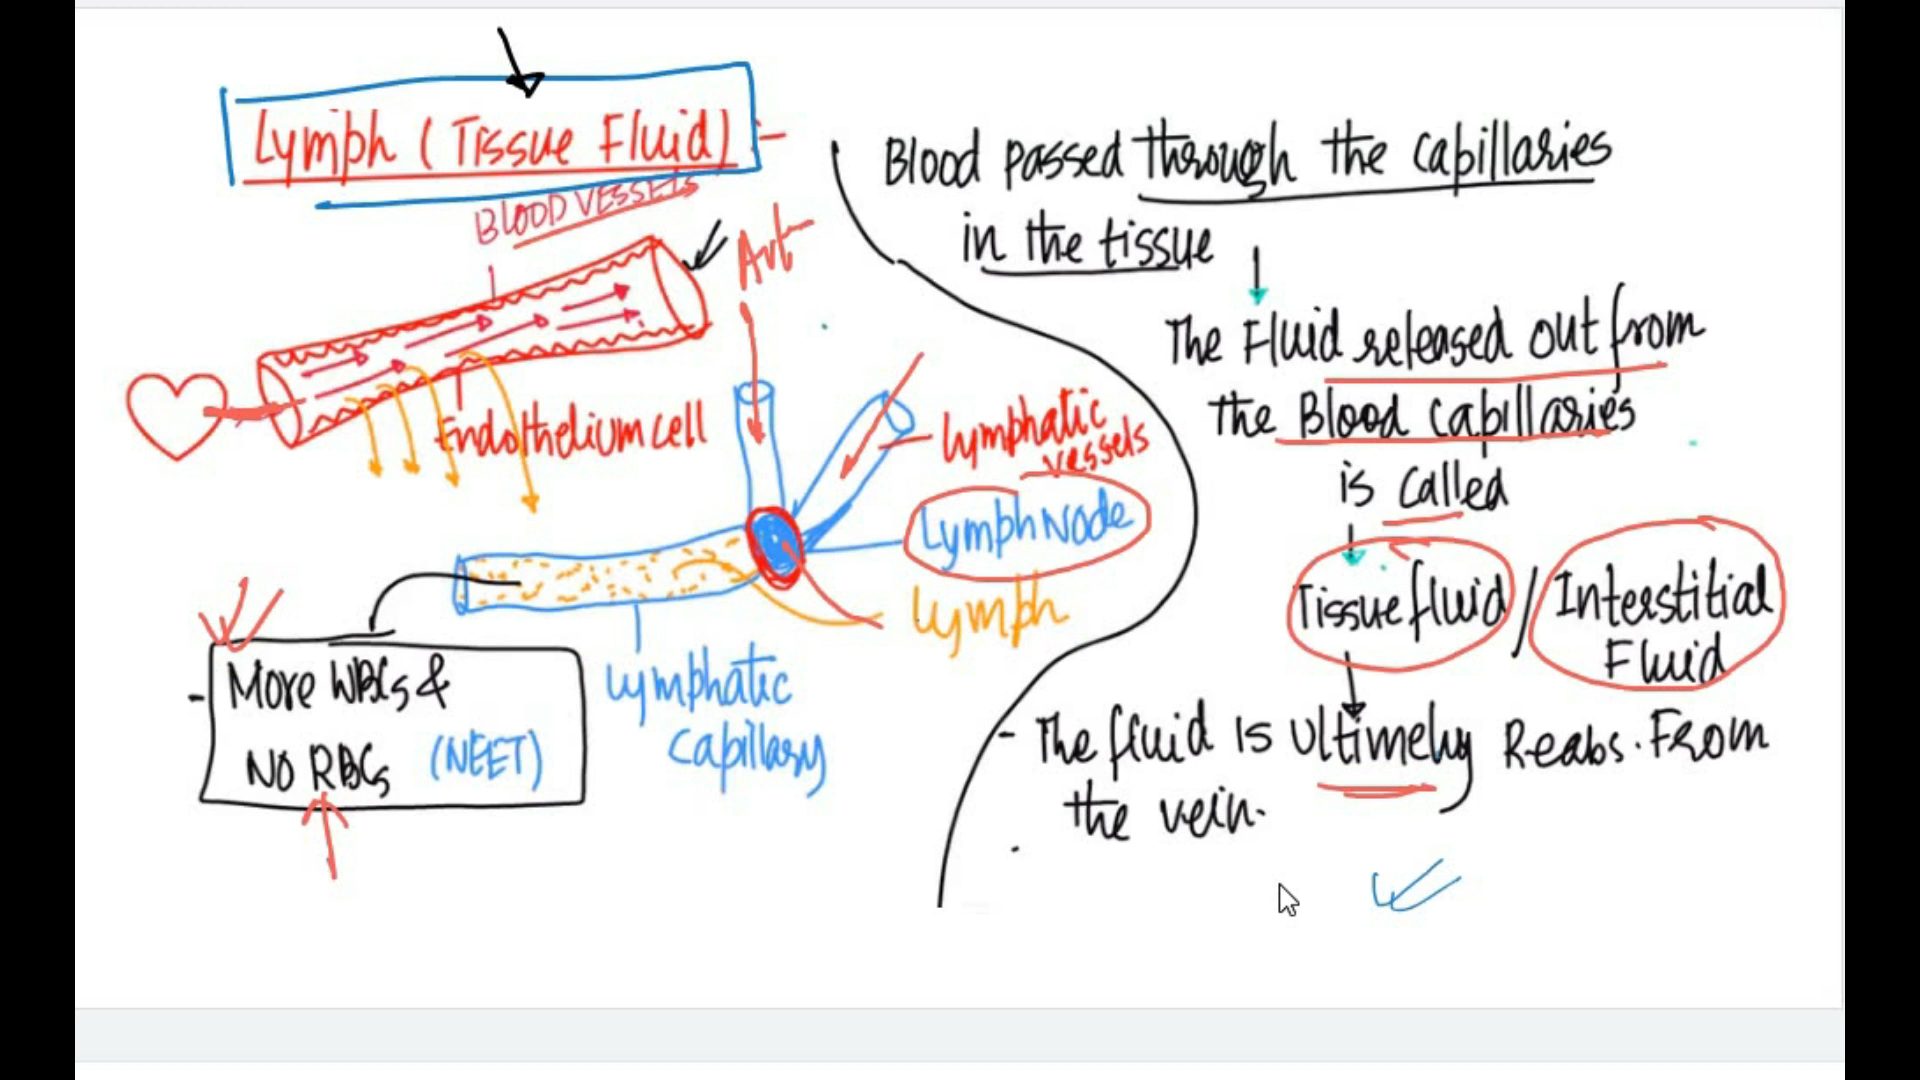 Lymph (Tissue Fluid)
BLOOD VESSELS
Art
Endothelium cell
Lymphatic
vessels
Lymph Node
Lymph
Lymphatic
Capillary
- More WBCs &
NO RBCs (NEET)
Blood passed through the capillaries
in the tissue
The Fluid released out from
the Blood capillaries
is called
Tissue fluid / Interstitial
Fluid
- The fluid is ultimely Reabs. From
the vein.